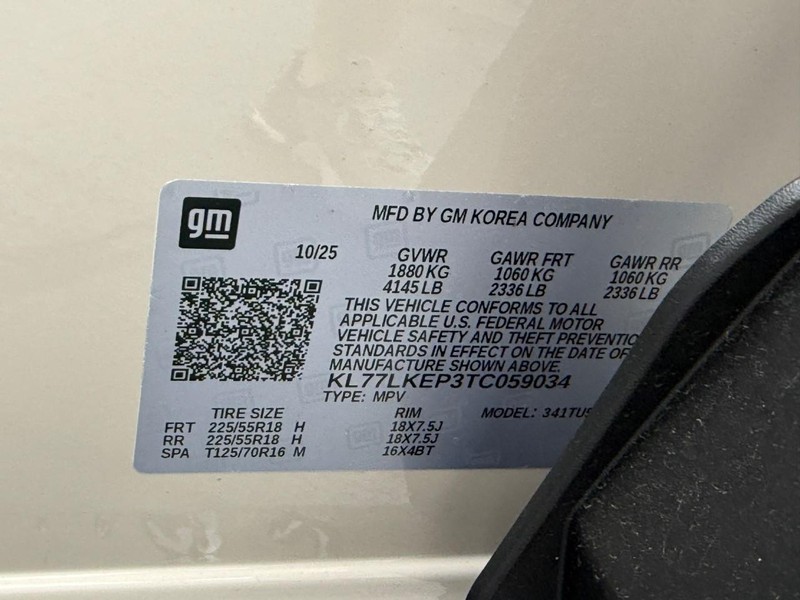 gm
MFD BY GM KOREA COMPANY
10/25 GVWR GAWR FRT GAWR RR
1880 KG 1060 KG 1060 KG
4145 LB 2336 LB 2336 LB
THIS VEHICLE CONFORMS TO ALL
APPLICABLE U.S. FEDERAL MOTOR
VEHICLE SAFETY AND THEFT PREVENTIO
STANDARDS IN EFFECT ON THE DATE OF
MANUFACTURE SHOWN ABOVE.
KL77LKEP3TC059034
TYPE: MPV
TIRE SIZE RIM MODEL: 341TUS
FRT 225/55R18 H 18X7.5J
RR 225/55R18 H 18X7.5J
SPA T125/70R16 M 16X4BT